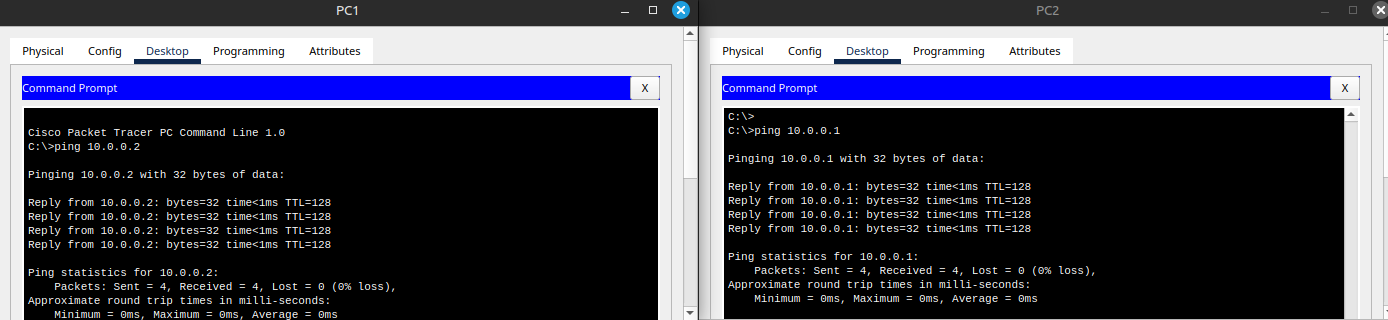 PC1
Physical Config Desktop Programming Attributes
Command Prompt
X
Cisco Packet Tracer PC Command Line 1.0
C:\>ping 10.0.0.2
Pinging 10.0.0.2 with 32 bytes of data:
Reply from 10.0.0.2: bytes=32 time<1ms TTL=128
Reply from 10.0.0.2: bytes=32 time<1ms TTL=128
Reply from 10.0.0.2: bytes=32 time<1ms TTL=128
Reply from 10.0.0.2: bytes=32 time<1ms TTL=128
Ping statistics for 10.0.0.2:
    Packets: Sent = 4, Received = 4, Lost = 0 (0% loss),
Approximate round trip times in milli-seconds:
    Minimum = 0ms, Maximum = 0ms, Average = 0ms
PC2
Physical Config Desktop Programming Attributes
Command Prompt
X
C:\>
C:\>ping 10.0.0.1
Pinging 10.0.0.1 with 32 bytes of data:
Reply from 10.0.0.1: bytes=32 time<1ms TTL=128
Reply from 10.0.0.1: bytes=32 time<1ms TTL=128
Reply from 10.0.0.1: bytes=32 time<1ms TTL=128
Reply from 10.0.0.1: bytes=32 time<1ms TTL=128
Ping statistics for 10.0.0.1:
    Packets: Sent = 4, Received = 4, Lost = 0 (0% loss),
Approximate round trip times in milli-seconds:
    Minimum = 0ms, Maximum = 0ms, Average = 0ms